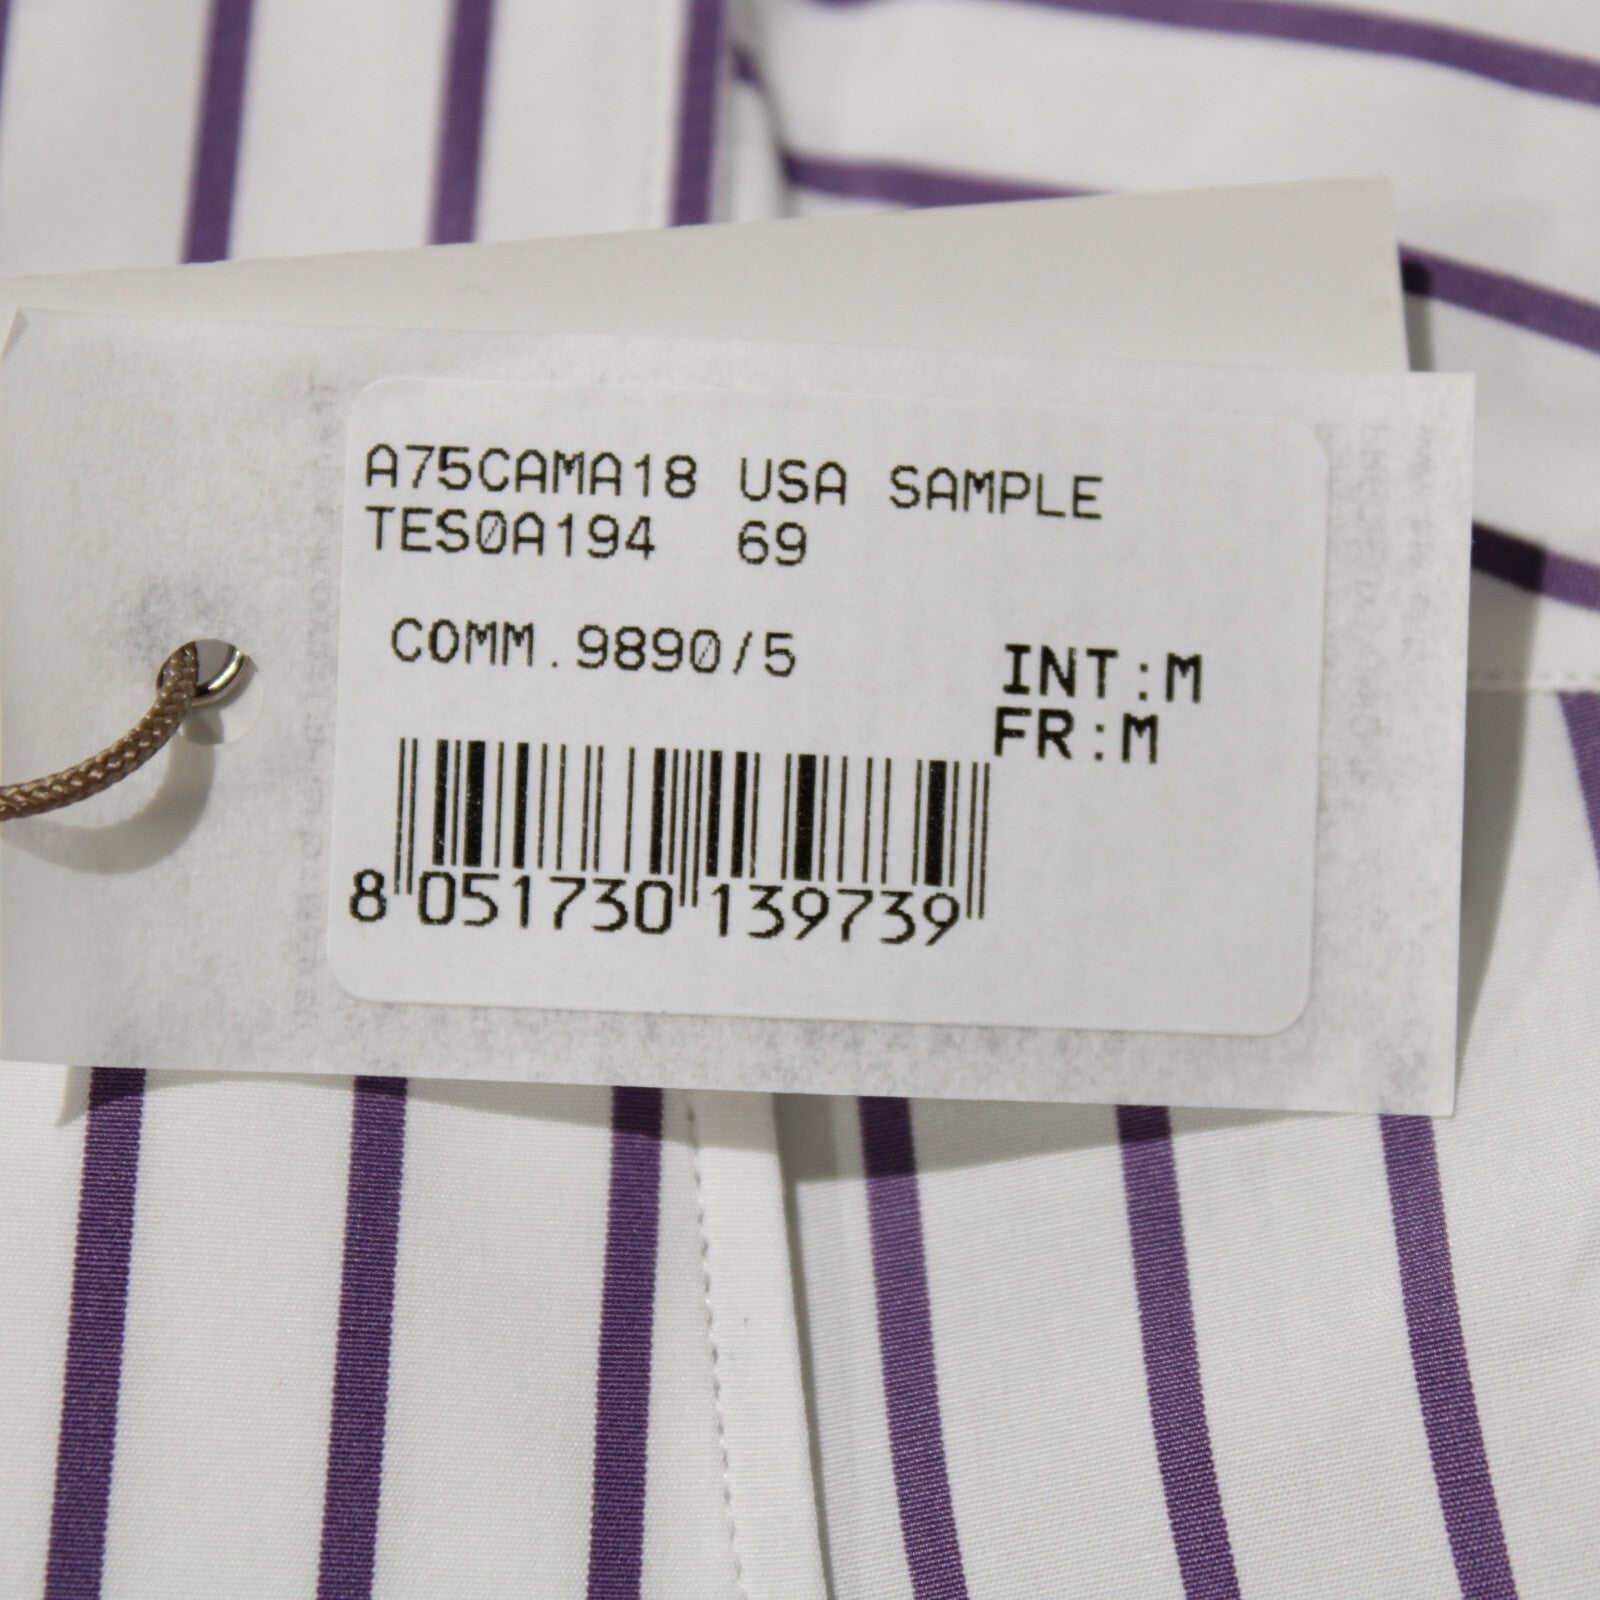 A75CAMA18 USA SAMPLE
TES0A194 69
COMM.9890/5
INT:M
FR:M
8 051730 139739